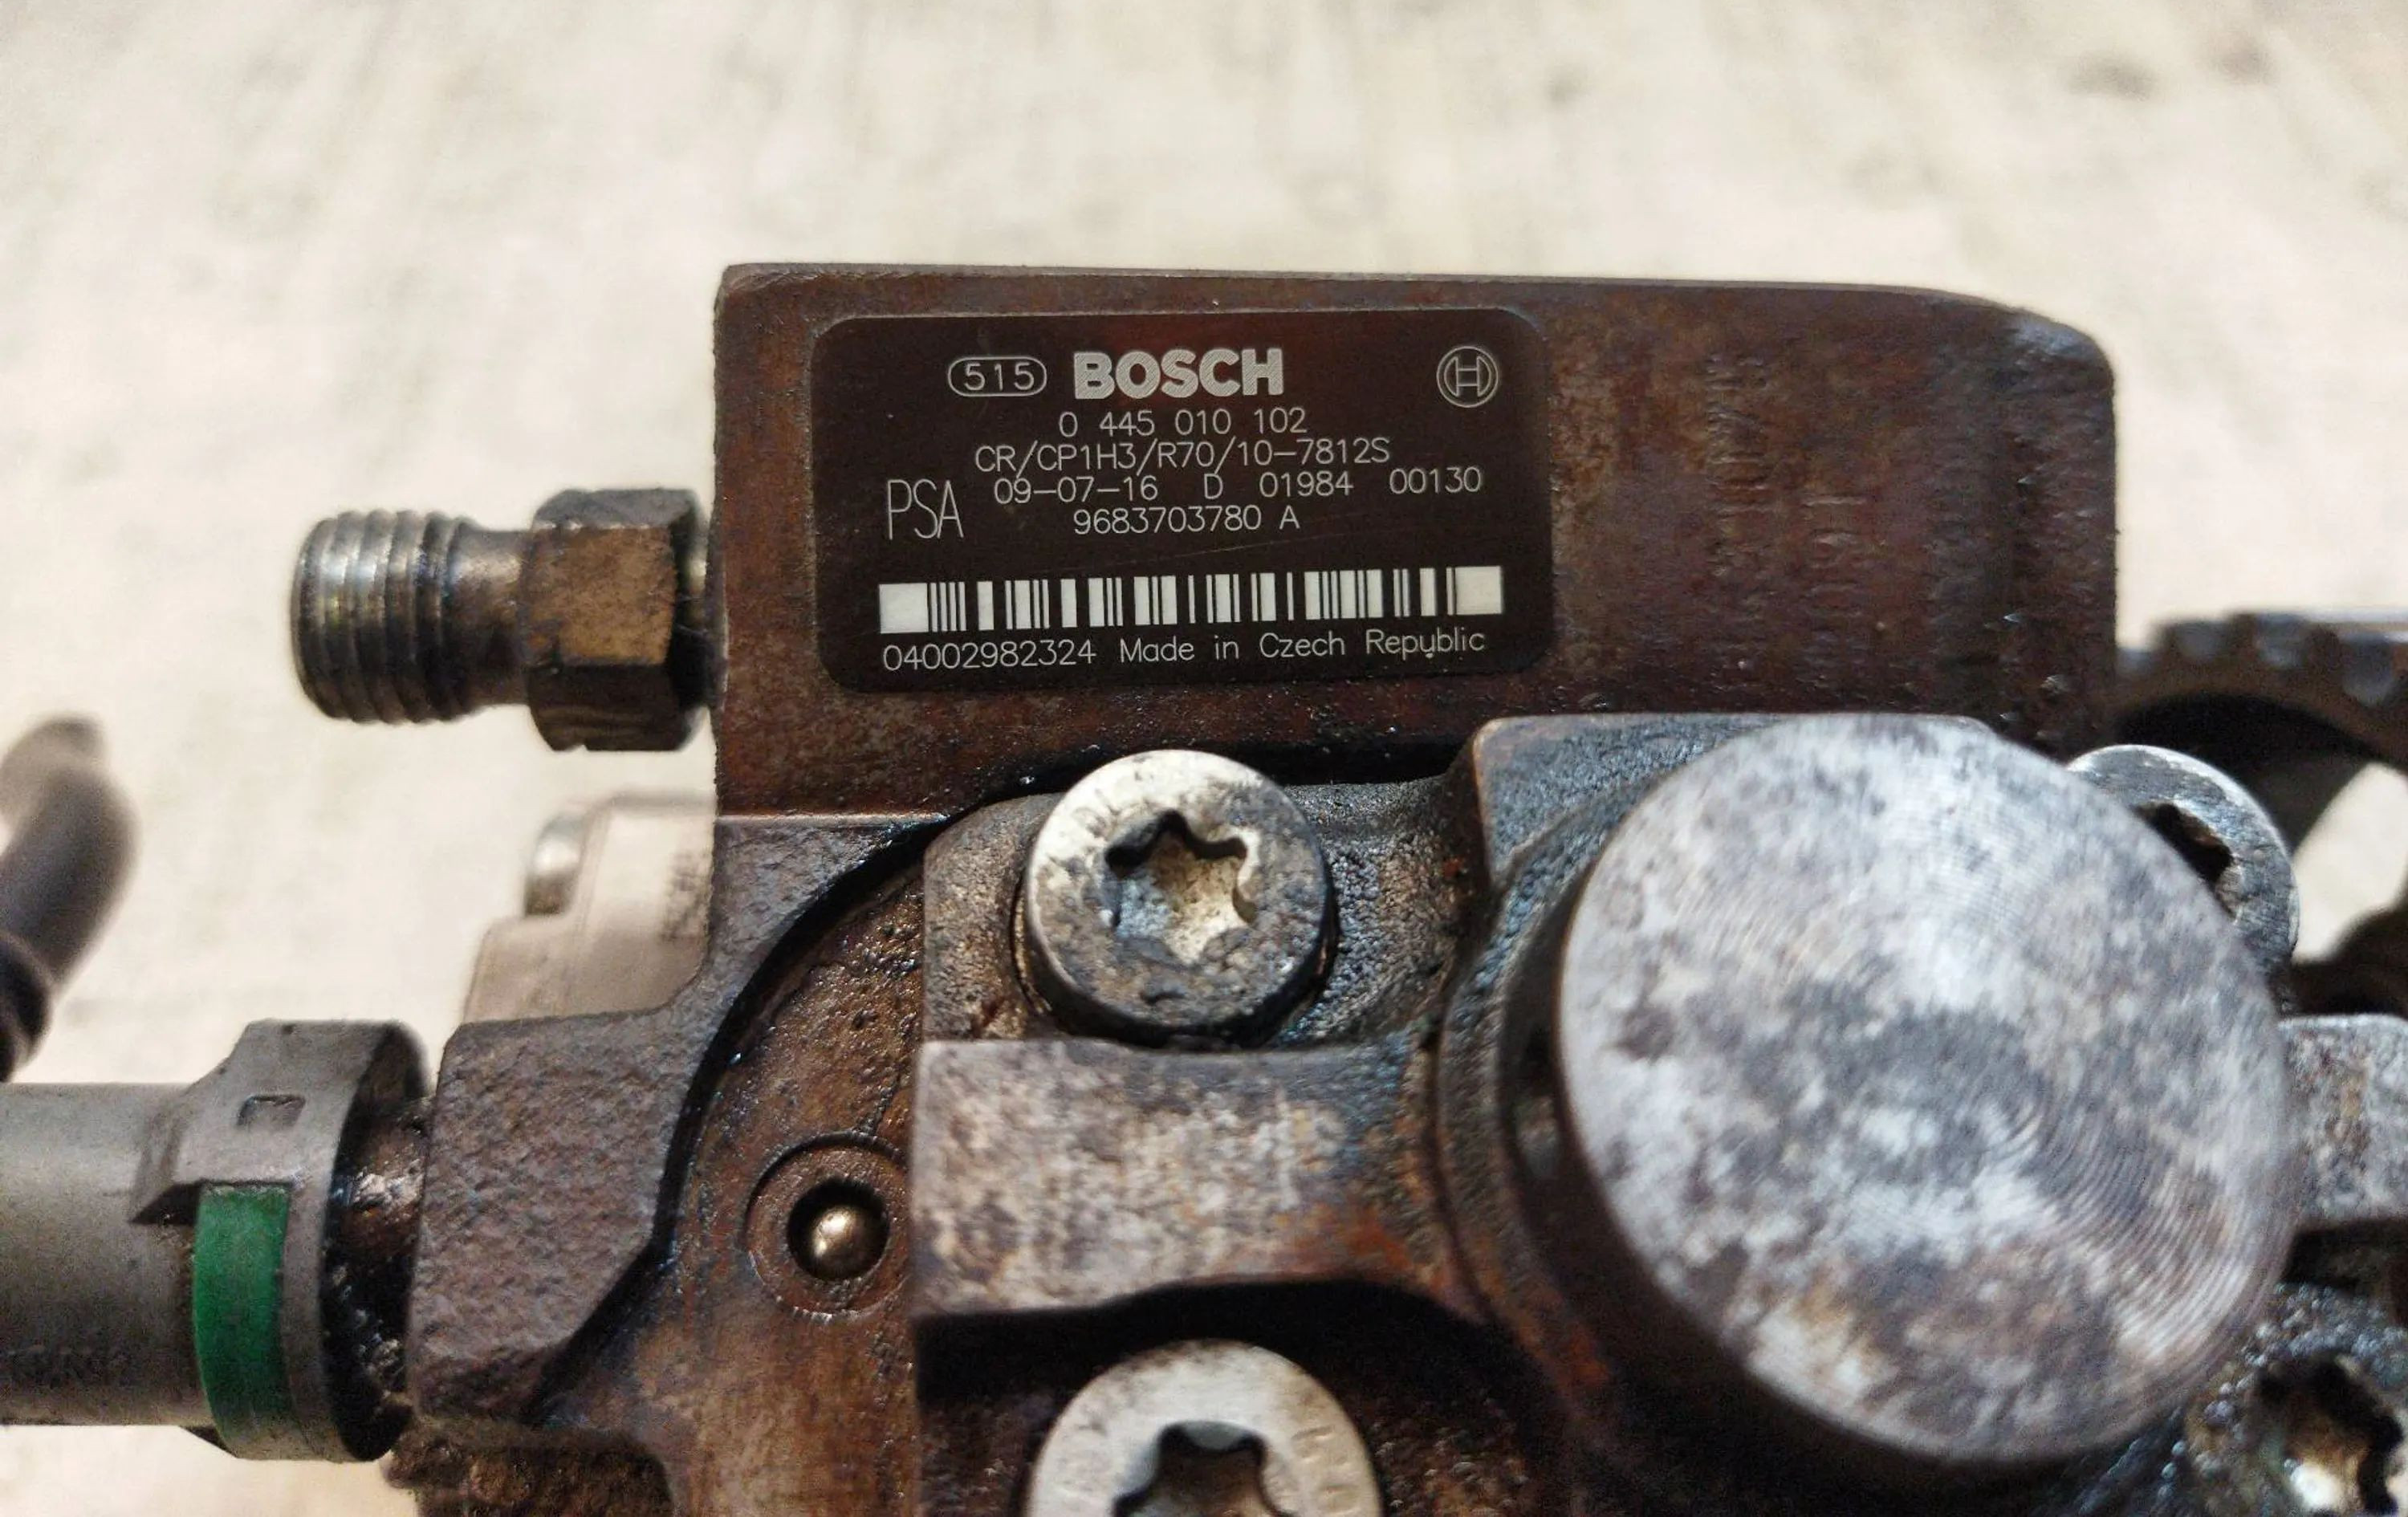 515 BOSCH
0 445 010 102
CR/CP1H3/R70/10-7812S
PSA 09-07-16 D 01984 00130
9683703780 A
04002982324 Made in Czech Republic